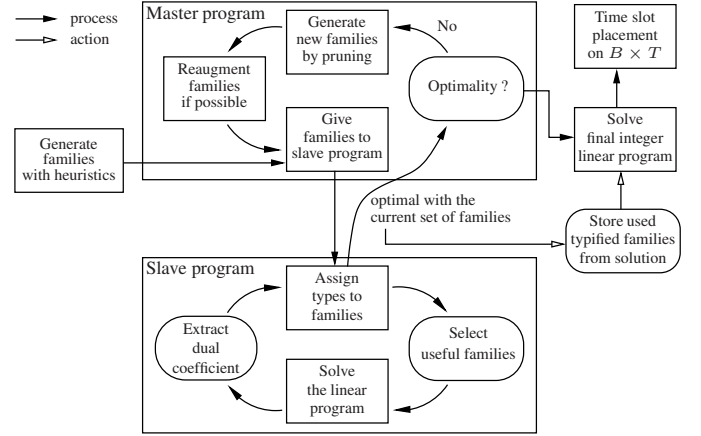 process
action
Master program
Generate
new families
by pruning
No
Reaugment
families
if possible
Optimality ?
Give
families to
slave program
Generate
families
with heuristics
Time slot
placement
on B × T
Solve
final integer
linear program
optimal with the
current set of families
Store used
typified families
from solution
Slave program
Assign
types to
families
Extract
dual
coefficient
Select
useful families
Solve
the linear
program